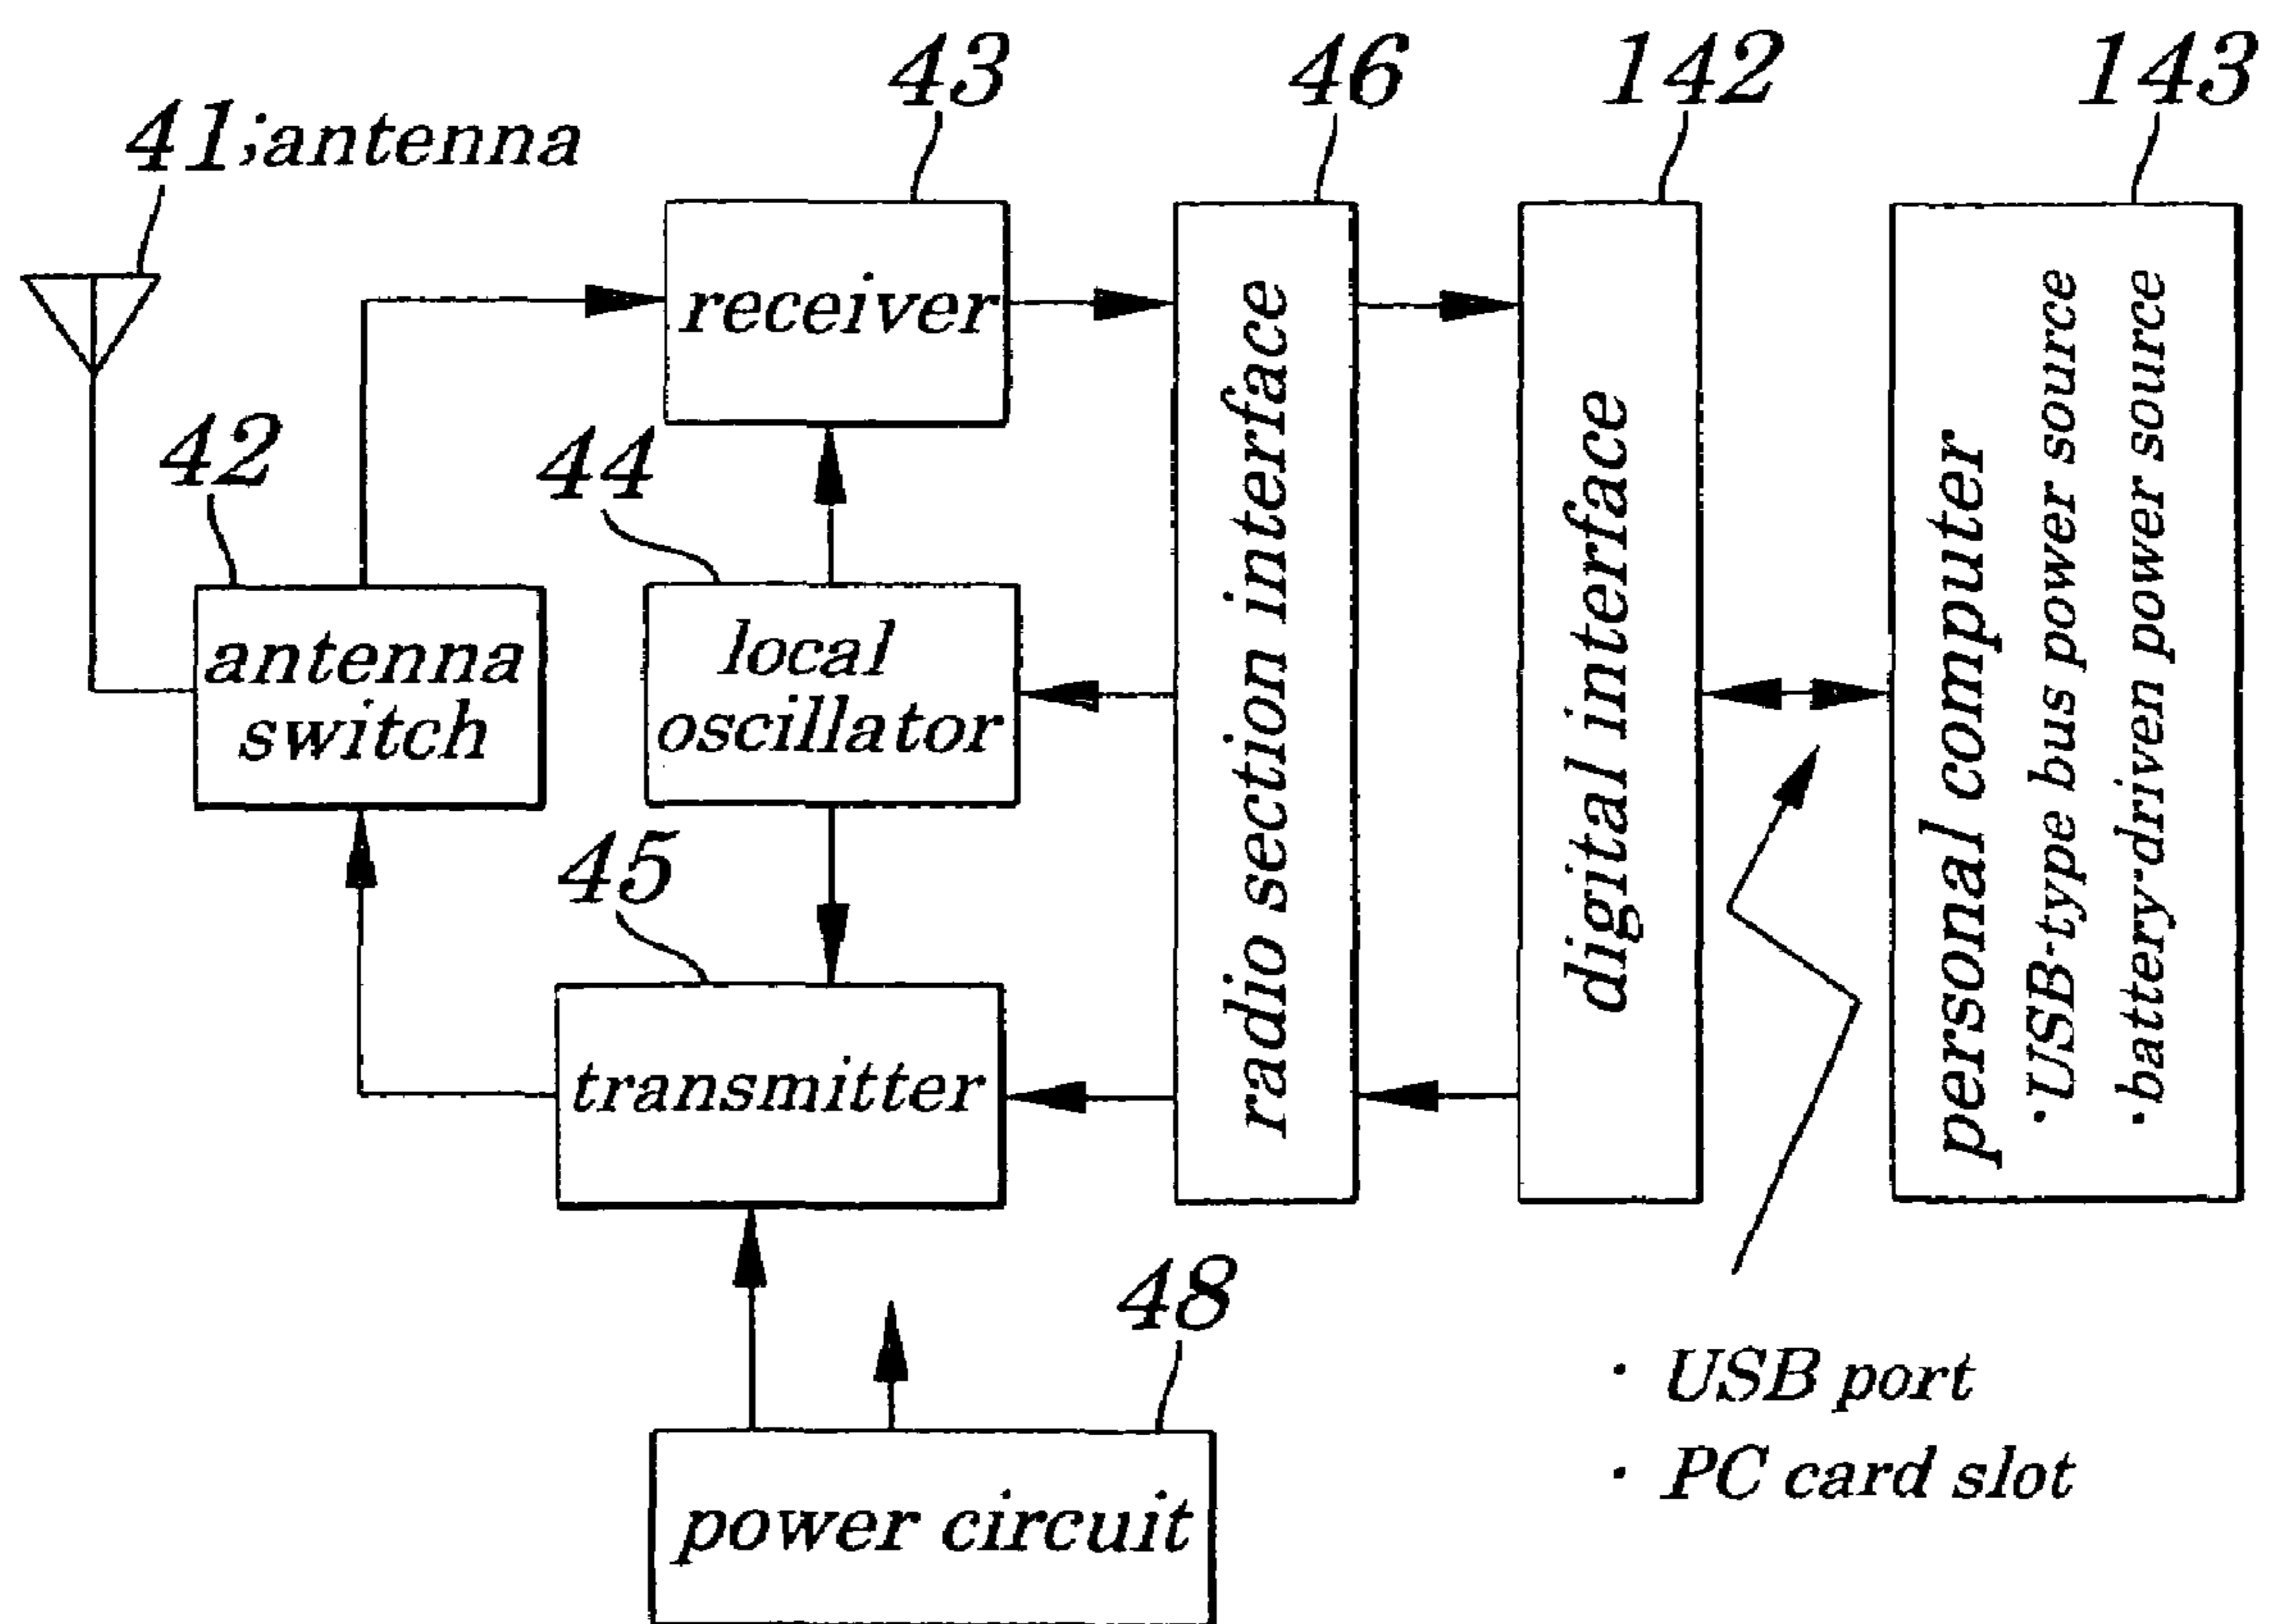 43
46
142
143
41;antenna
receiver
42
44
antenna
switch
local
oscillator
45
transmitter
radio section interface
digital interface
personal computer
·USB-type bus power source
·battery-driven power source
48
power circuit
· USB port
· PC card slot